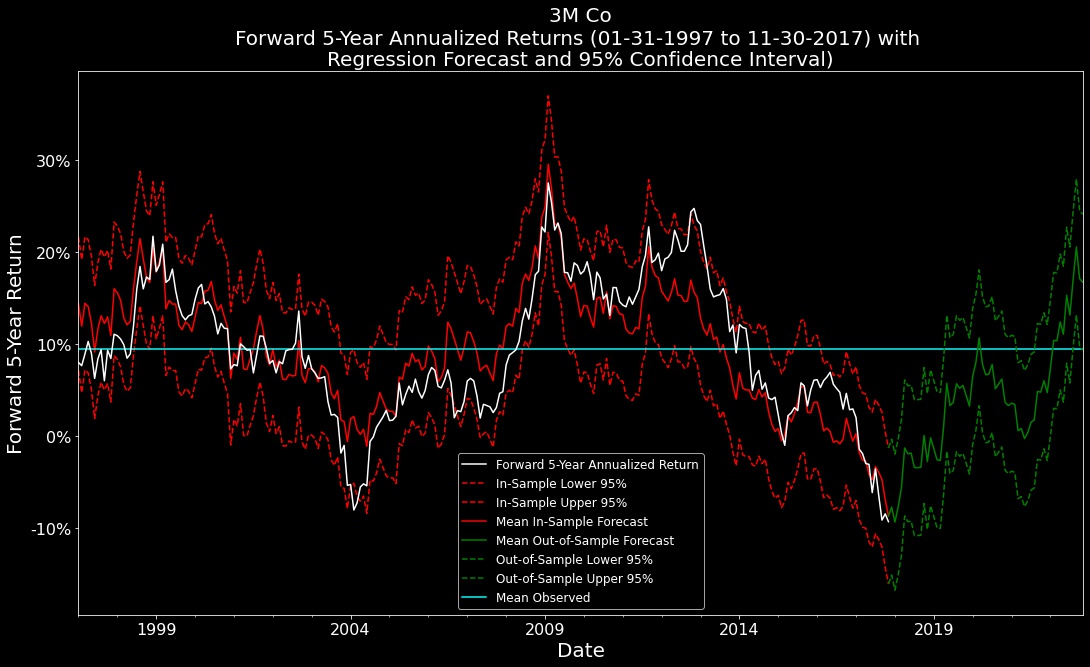 3M Co
Forward 5-Year Annualized Returns (01-31-1997 to 11-30-2017) with
Regression Forecast and 95% Confidence Interval)
Forward 5-Year Return
30%
20%
10%
0%
-10%
Forward 5-Year Annualized Return
In-Sample Lower 95%
In-Sample Upper 95%
Mean In-Sample Forecast
Mean Out-of-Sample Forecast
Out-of-Sample Lower 95%
Out-of-Sample Upper 95%
Mean Observed
1999
2004
2009
2014
2019
Date